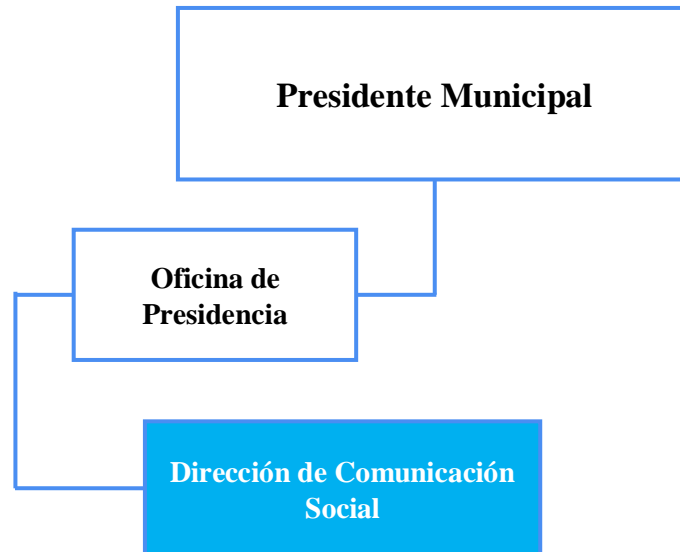 Presidente Municipal
Oficina de
Presidencia
Dirección de Comunicación
Social